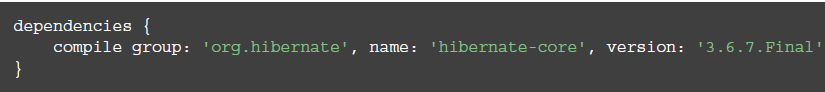 dependencies {
    compile group: 'org.hibernate', name: 'hibernate-core', version: '3.6.7.Final'
}